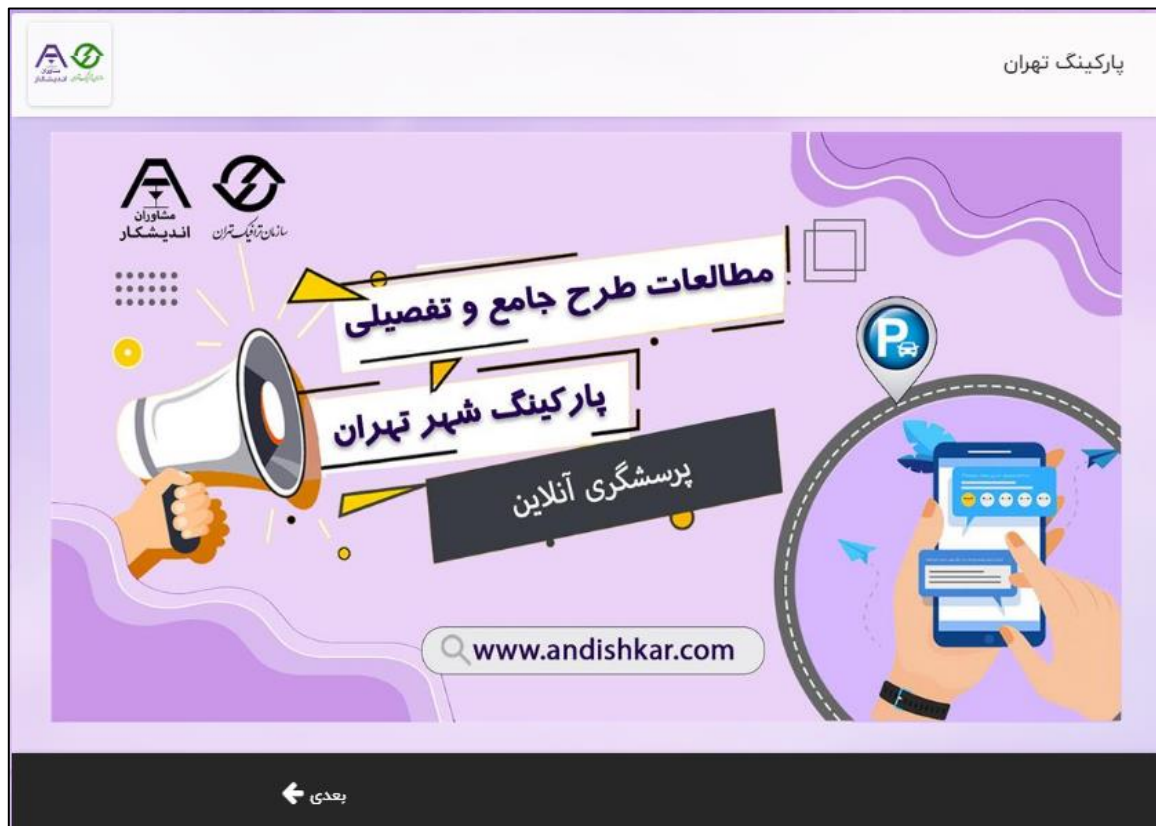 پارکینگ تهران
سازمان ترافیک تهران
مشاوران
اندیشکار
مطالعات طرح جامع و تفصیلی
پارکینگ شهر تهران
پرسشگری آنلاین
P
www.andishkar.com
بعدی